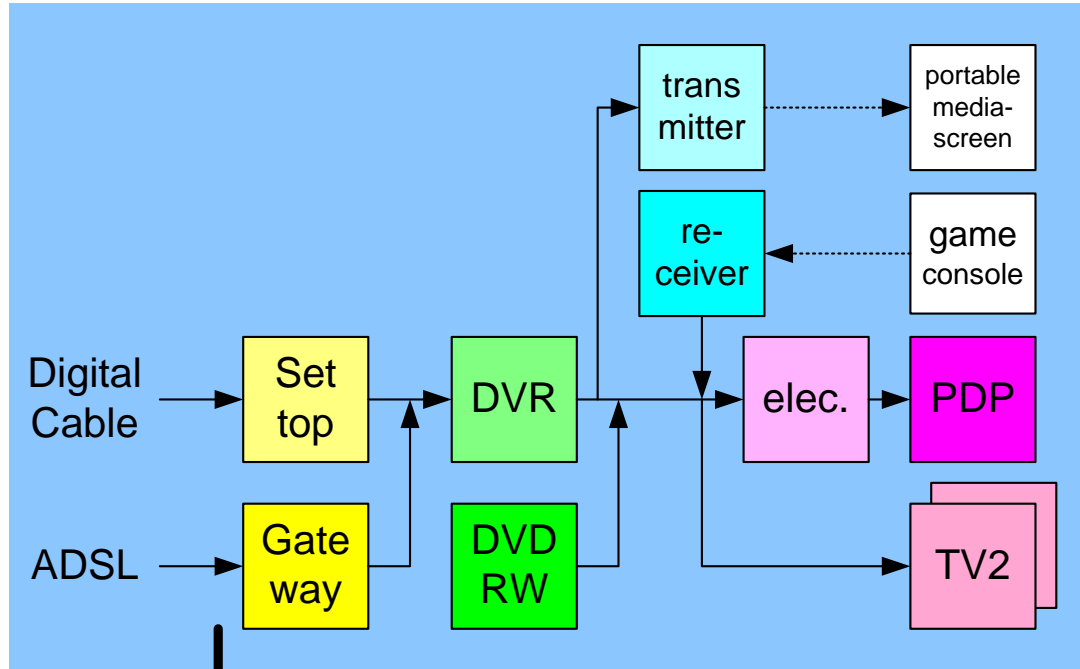 trans
mitter
portable
media-
screen
re-
ceiver
game
console
Digital
Cable
Set
top
DVR
elec.
PDP
ADSL
Gate
way
DVD
RW
TV2